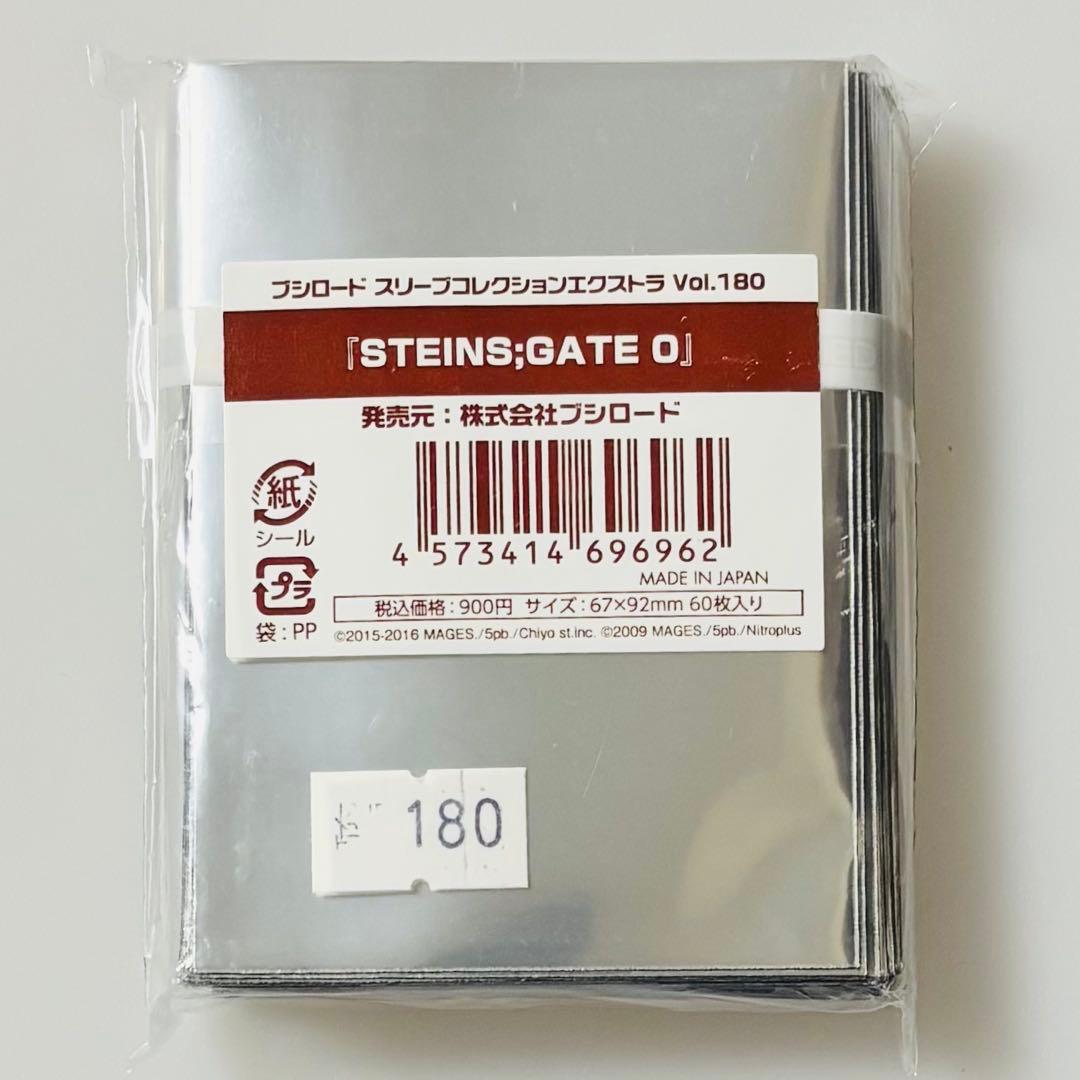 ブシロード スリーブコレクションエクストラ Vol.180
『STEINS;GATE 0』
発売元：株式会社ブシロード
紙
シール
プラ
袋：PP
4 573414 696962
MADE IN JAPAN
税込価格：900円 サイズ：67×92mm 60枚入り
©2015-2016 MAGES./5pb./Chiyo st.inc. ©2009 MAGES./5pb./Nitroplus
180